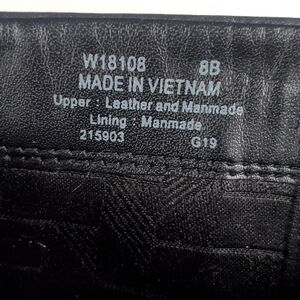 W18108 8B
MADE IN VIETNAM
Upper : Leather and Manmade
Lining : Manmade
215903 G19